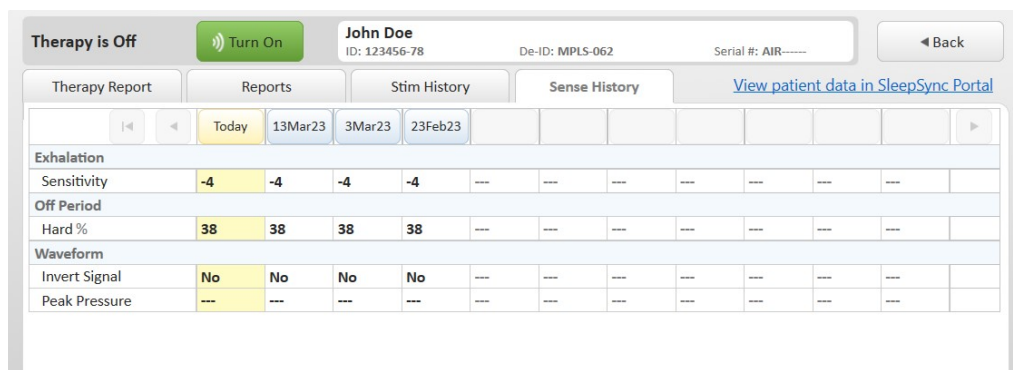 Therapy is Off
Turn On
John Doe
ID: 123456-78 De-ID: MPLS-062 Serial #: AIR------
Back
Therapy Report Reports Stim History Sense History View patient data in SleepSync Portal
Today 13Mar23 3Mar23 23Feb23
Exhalation
Sensitivity -4 -4 -4 -4 --- --- --- --- --- --- ---
Off Period
Hard % 38 38 38 38 --- --- --- --- --- --- ---
Waveform
Invert Signal No No No No --- --- --- --- --- --- ---
Peak Pressure --- --- --- --- --- --- --- --- --- --- ---